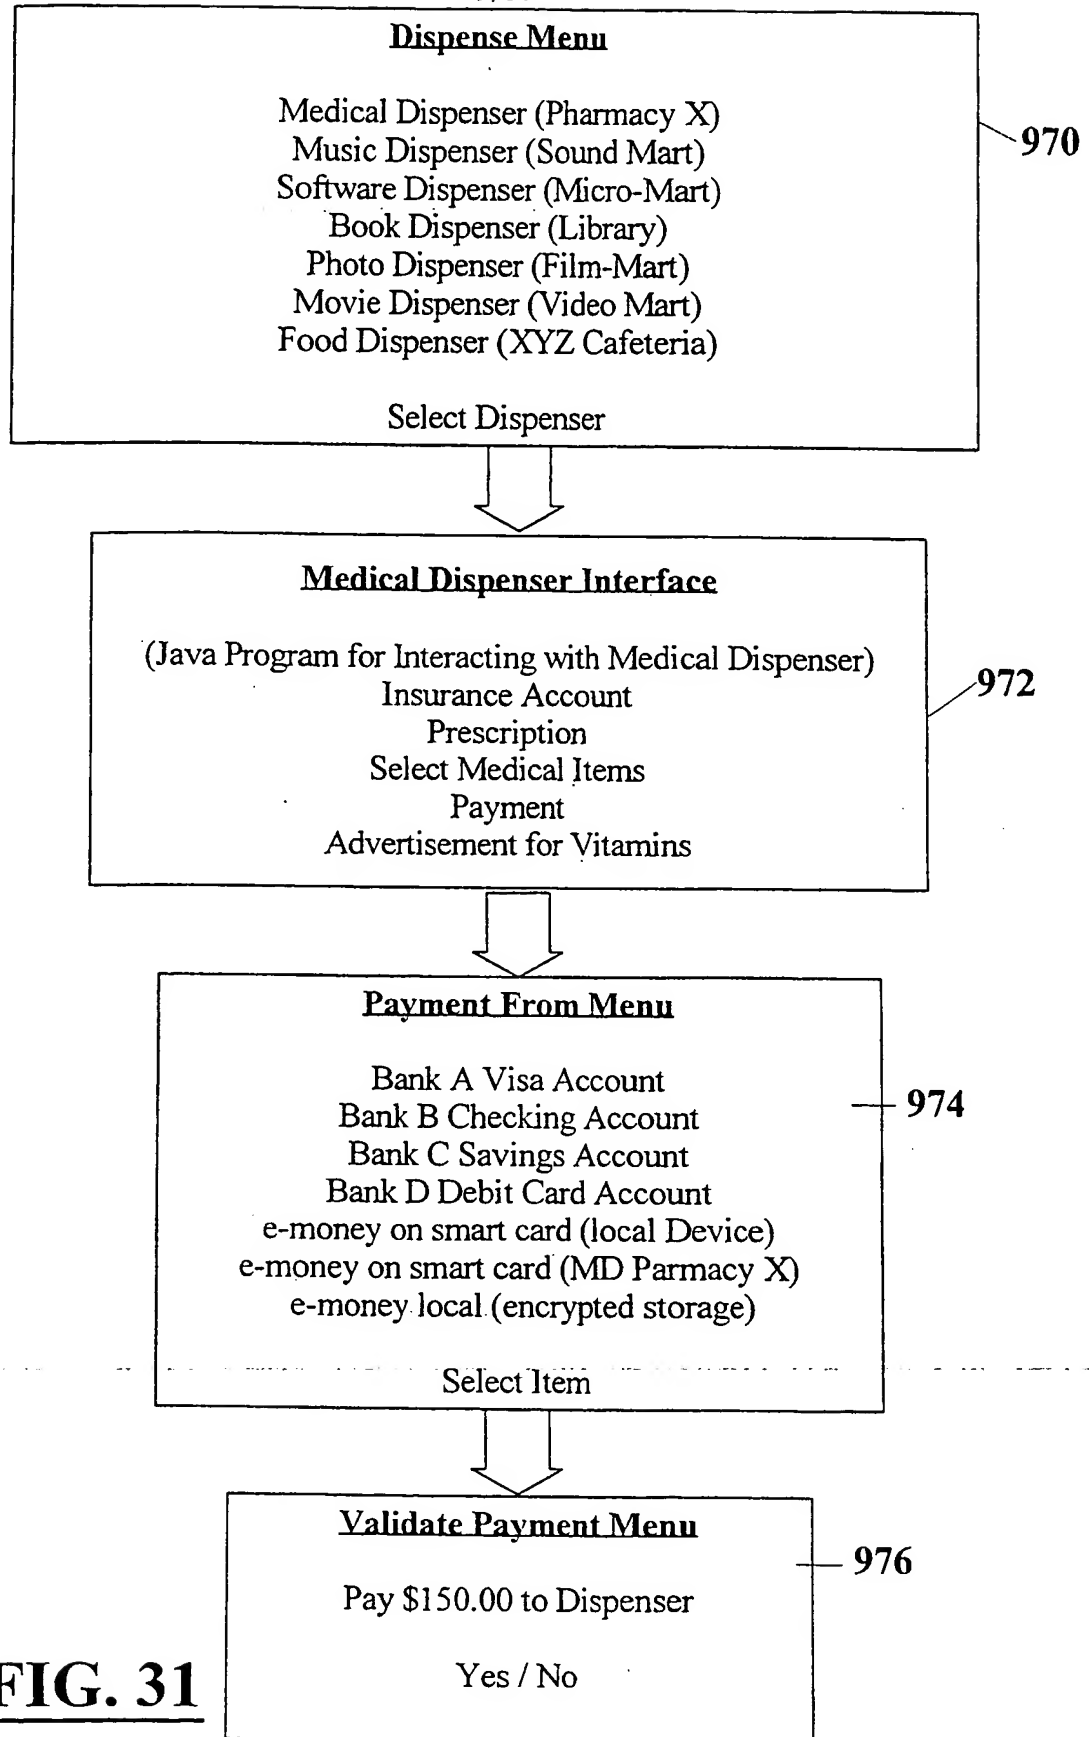 Dispense Menu
Medical Dispenser (Pharmacy X)
Music Dispenser (Sound Mart)
Software Dispenser (Micro-Mart)
Book Dispenser (Library)
Photo Dispenser (Film-Mart)
Movie Dispenser (Video Mart)
Food Dispenser (XYZ Cafeteria)
Select Dispenser
970
Medical Dispenser Interface
(Java Program for Interacting with Medical Dispenser)
Insurance Account
Prescription
Select Medical Items
Payment
Advertisement for Vitamins
972
Payment From Menu
Bank A Visa Account
Bank B Checking Account
Bank C Savings Account
Bank D Debit Card Account
e-money on smart card (local Device)
e-money on smart card (MD Parmacy X)
e-money local (encrypted storage)
Select Item
974
Validate Payment Menu
Pay $150.00 to Dispenser
Yes / No
976
FIG. 31